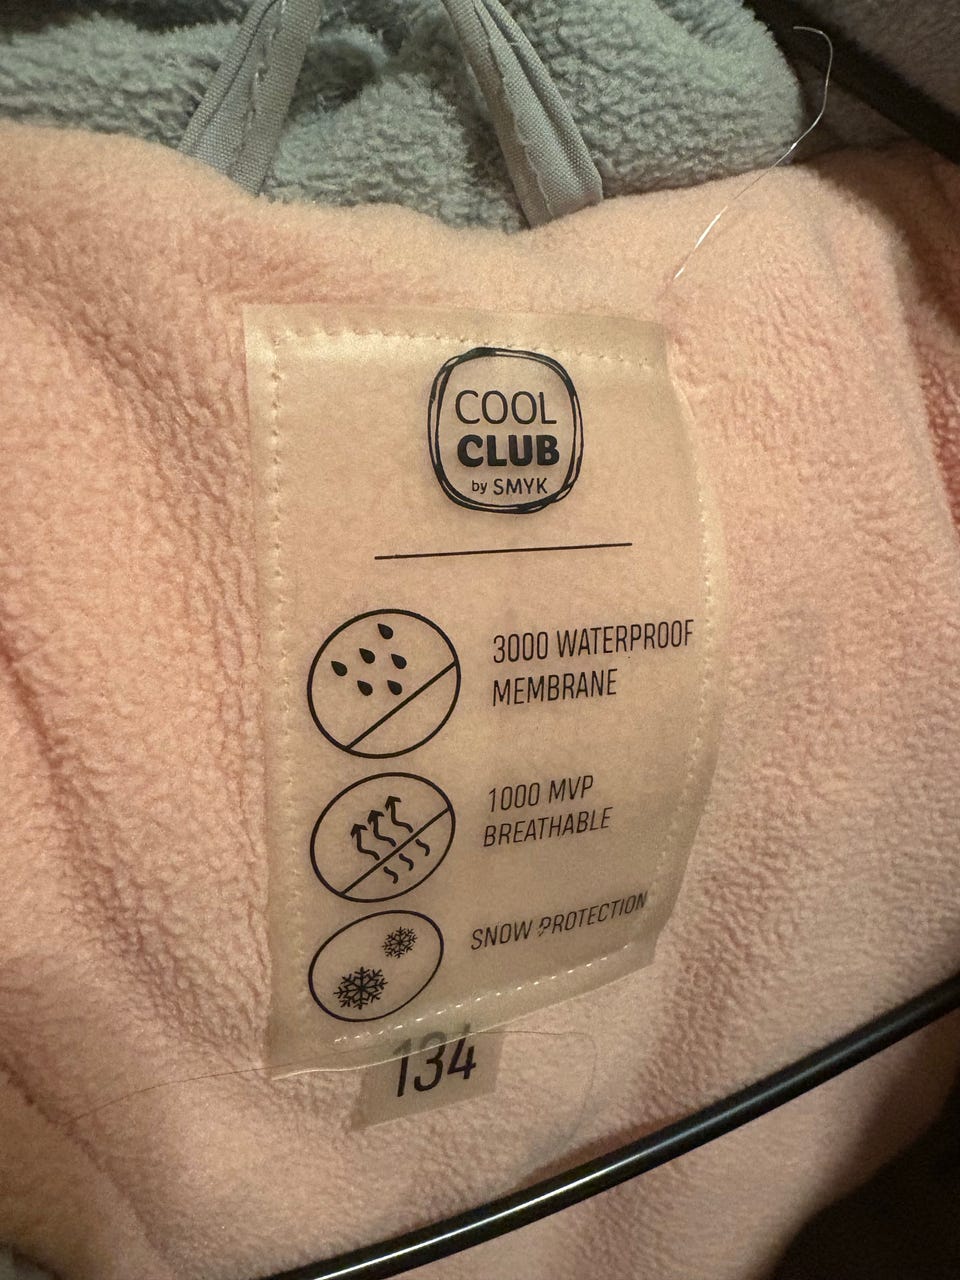 COOL
CLUB
by SMYK
3000 WATERPROOF
MEMBRANE
1000 MVP
BREATHABLE
SNOW PROTECTION
134